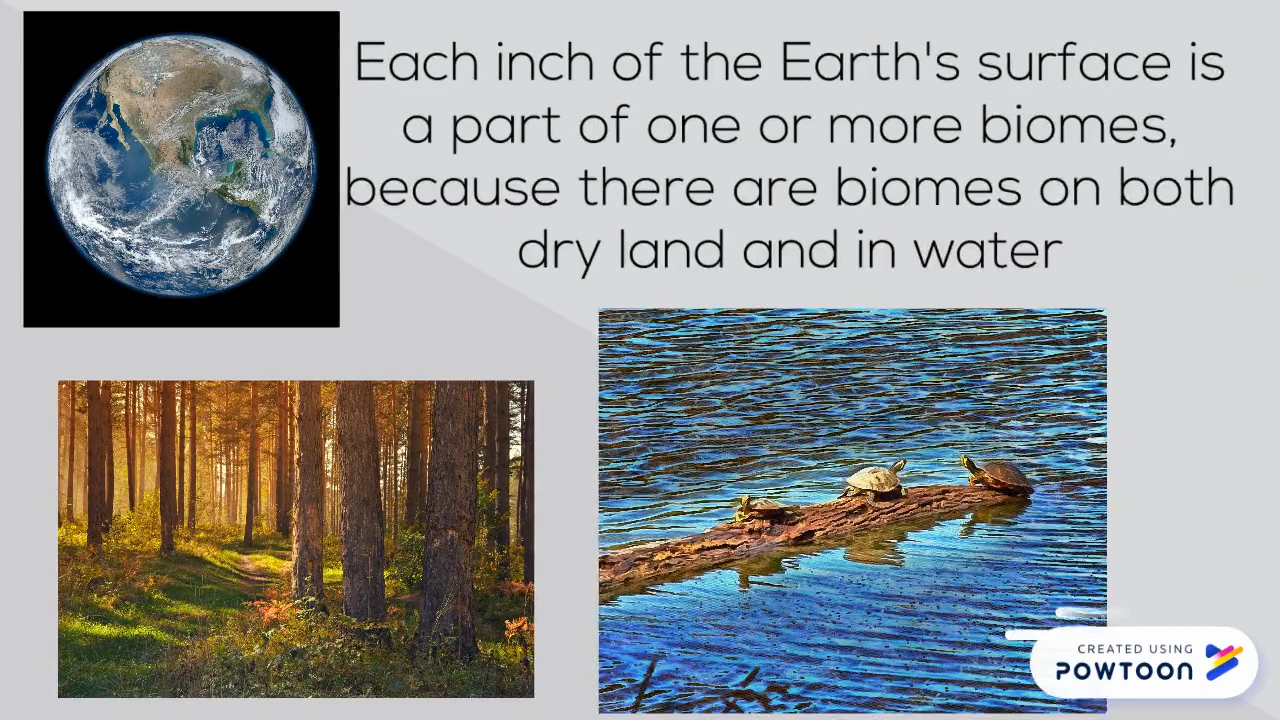 Each inch of the Earth's surface is
a part of one or more biomes,
because there are biomes on both
dry land and in water
CREATED USING
POWTOON